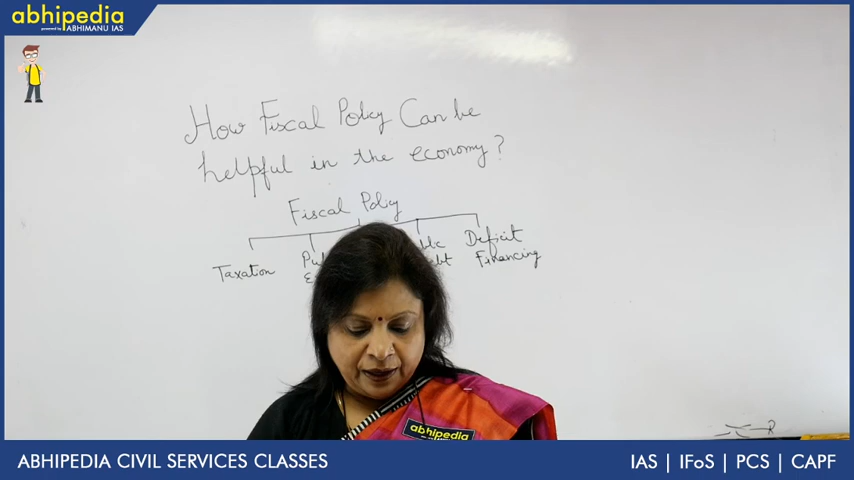 abhipedia
powered by ABHIMANU IAS
How Fiscal Policy Can be
helpful in the economy?
Fiscal Policy
Taxation
Deficit
Financing
abhipedia
ABHIPEDIA CIVIL SERVICES CLASSES
IAS | IFoS | PCS | CAPF